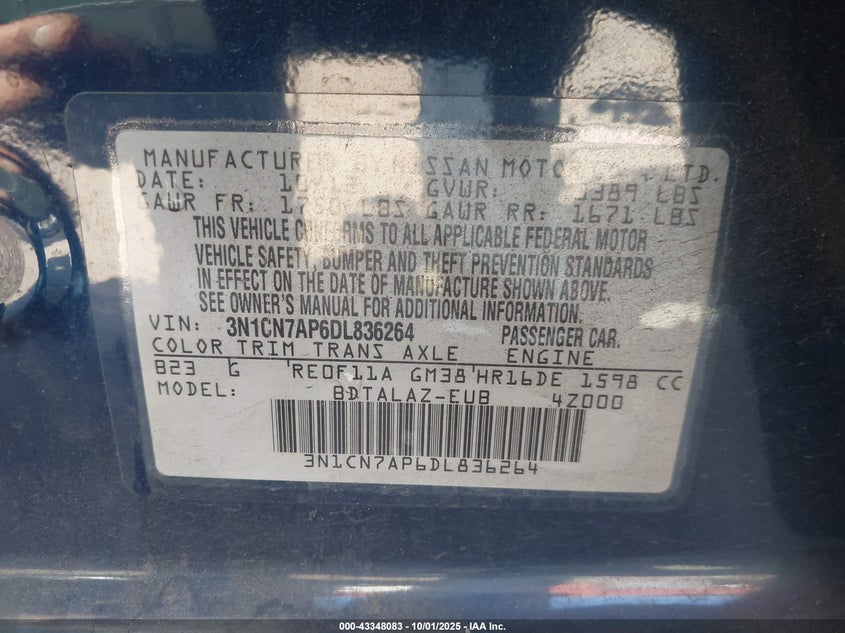 MANUFACTURED BY NISSAN MOTOR LTD.
DATE: GVWR: 3389 LBS
GAWR FR: LBS GAWR RR: 1671 LBS
THIS VEHICLE CONFORMS TO ALL APPLICABLE FEDERAL MOTOR
VEHICLE SAFETY, BUMPER AND THEFT PREVENTION STANDARDS
IN EFFECT ON THE DATE OF MANUFACTURE SHOWN ABOVE.
SEE OWNER'S MANUAL FOR ADDITIONAL INFORMATION.
VIN: 3N1CN7AP6DL836264 PASSENGER CAR.
COLOR TRIM TRANS AXLE ENGINE
B23 G RE0F11A GM38 HR16DE 1598 CC
MODEL: BDTALAZ-EUB 4Z000
3N1CN7AP6DL836264
000-43348083 - 10/01/2025 - IAA Inc.